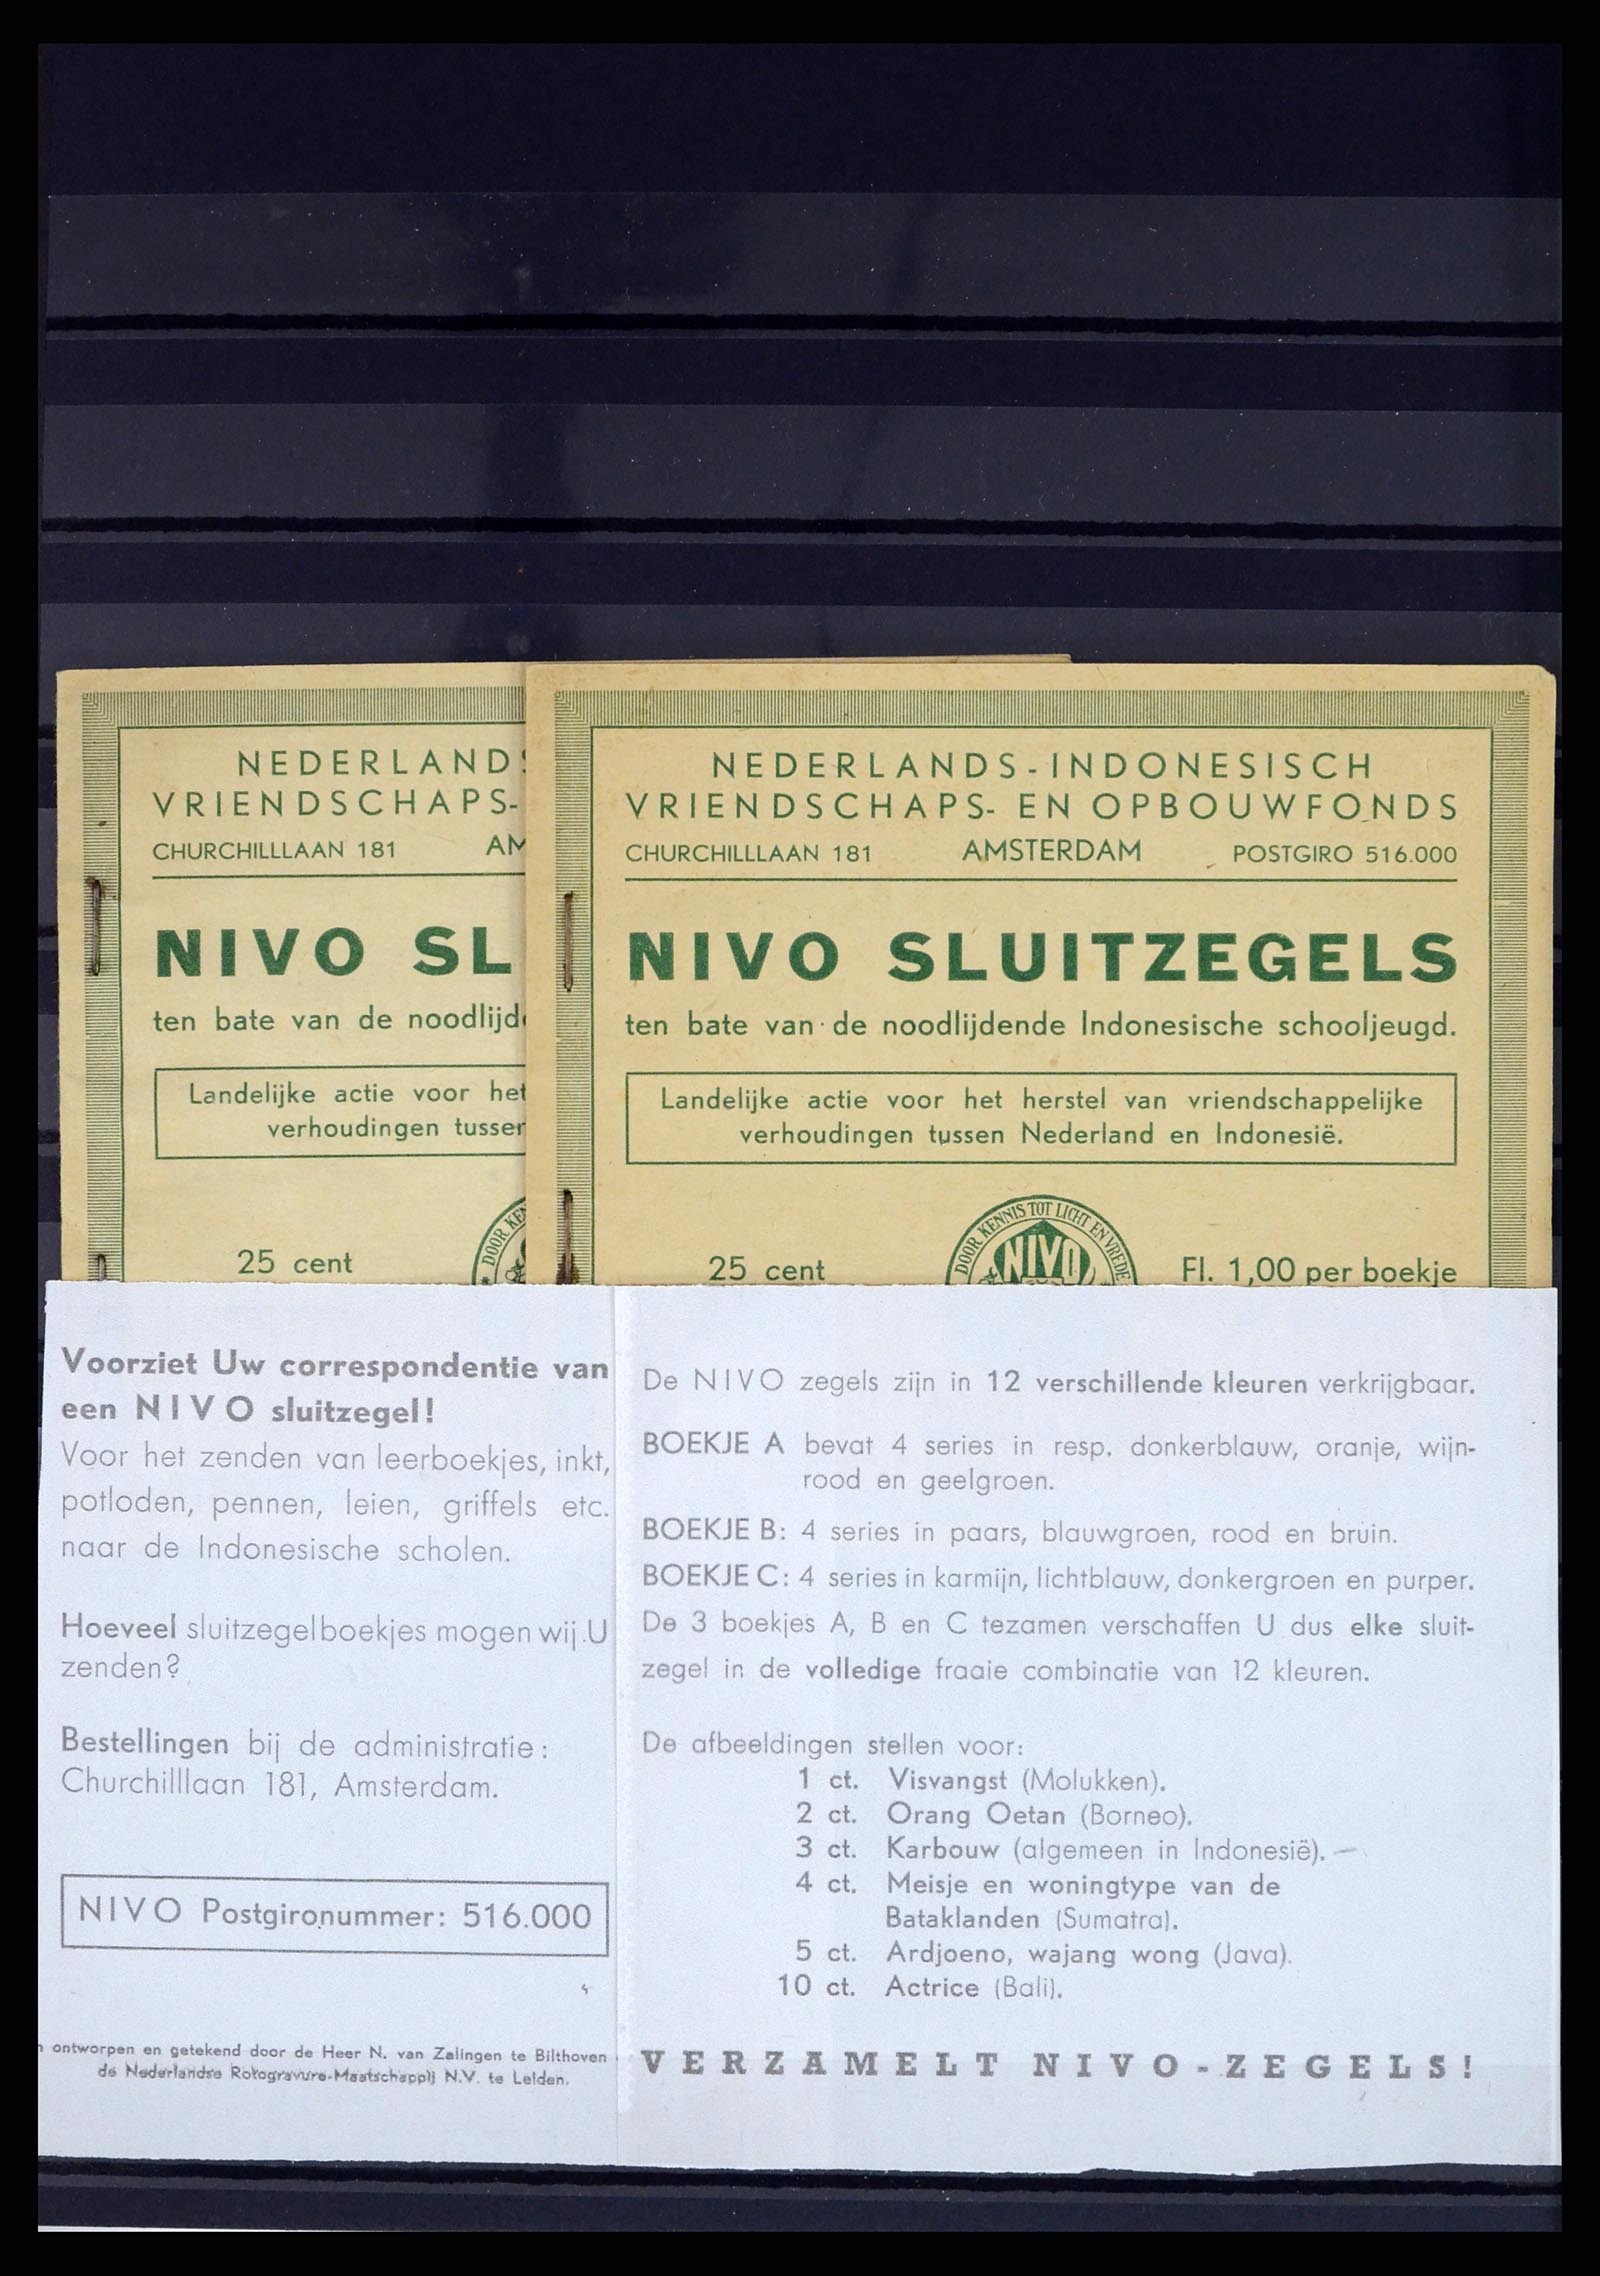 NEDERLANDS
VRIENDSCHAPS-
CHURCHILLLAAN 181 AM
NIVO SL
ten bate van de noodlijd
Landelijke actie voor het
verhoudingen tussen
DOOR KEN
25 cent
NEDERLANDS-INDONESISCH
VRIENDSCHAPS- EN OPBOUWFONDS
CHURCHILLLAAN 181 AMSTERDAM POSTGIRO 516.000
NIVO SLUITZEGELS
ten bate van de noodlijdende Indonesische schooljeugd.
Landelijke actie voor het herstel van vriendschappelijke
verhoudingen tussen Nederland en Indonesië.
DOOR KENNIS TOT LICHT EN VREDE
NIVO
25 cent Fl. 1,00 per boekje
Voorziet Uw correspondentie van
een NIVO sluitzegel!
Voor het zenden van leerboekjes, inkt,
potloden, pennen, leien, griffels etc.
naar de Indonesische scholen.
Hoeveel sluitzegelboekjes mogen wij U
zenden?
Bestellingen bij de administratie:
Churchilllaan 181, Amsterdam.
NIVO Postgironummer: 516.000
ontworpen en getekend door de Heer N. van Zalingen te Bilthoven
de Nederlandse Rotogravure-Maatschappij N.V. te Leiden.
De NIVO zegels zijn in 12 verschillende kleuren verkrijgbaar.
BOEKJE A bevat 4 series in resp. donkerblauw, oranje, wijn-
rood en geelgroen.
BOEKJE B: 4 series in paars, blauwgroen, rood en bruin.
BOEKJE C: 4 series in karmijn, lichtblauw, donkergroen en purper.
De 3 boekjes A, B en C tezamen verschaffen U dus elke sluit-
zegel in de volledige fraaie combinatie van 12 kleuren.
De afbeeldingen stellen voor:
1 ct. Visvangst (Molukken).
2 ct. Orang Oetan (Borneo).
3 ct. Karbouw (algemeen in Indonesië).
4 ct. Meisje en woningtype van de
Bataklanden (Sumatra).
5 ct. Ardjoeno, wajang wong (Java).
10 ct. Actrice (Bali).
VERZAMELT NIVO-ZEGELS!